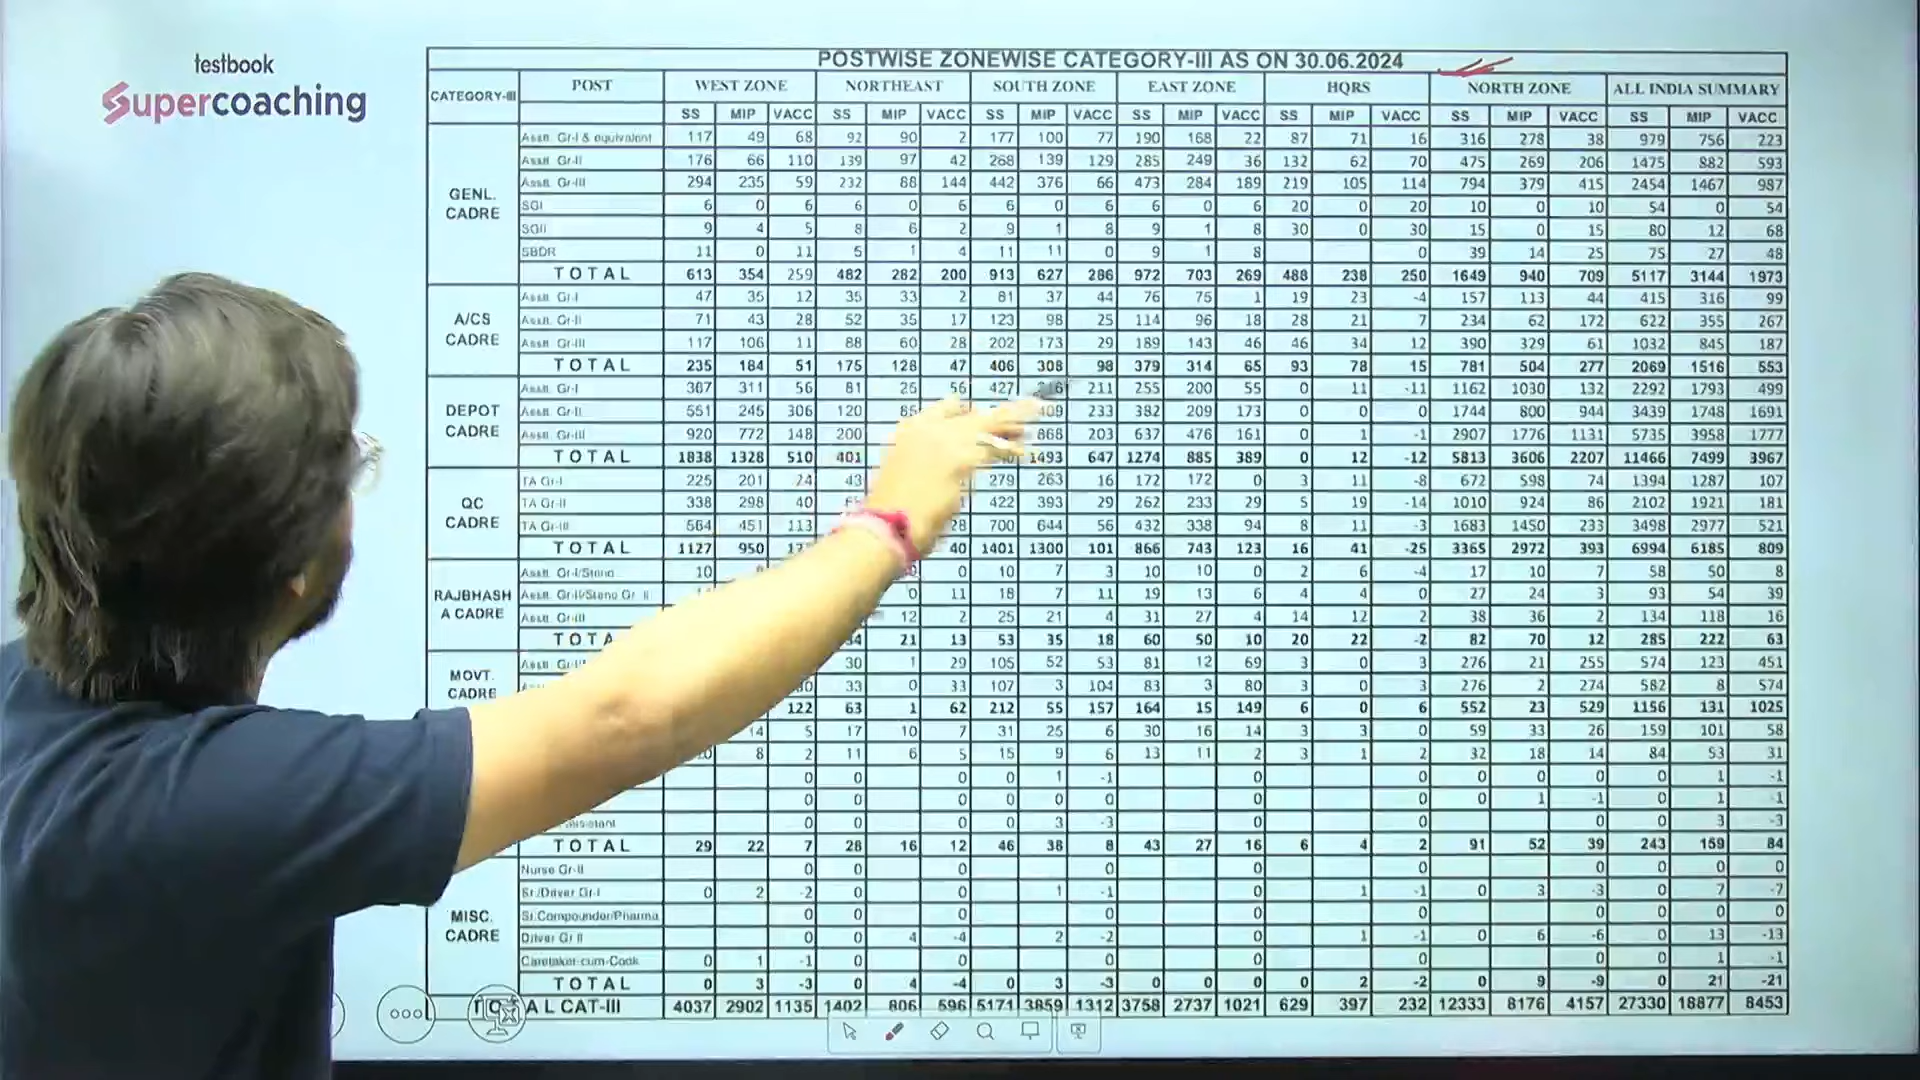 testbook
Supercoaching
POSTWISE ZONEWISE CATEGORY-III AS ON 30.06.2024
CATEGORY-III POST WEST ZONE NORTHEAST SOUTH ZONE EAST ZONE HQRS NORTH ZONE ALL INDIA SUMMARY
SS MIP VACC SS MIP VACC SS MIP VACC SS MIP VACC SS MIP VACC SS MIP VACC SS MIP VACC
GENL. CADRE
Asstt. Gr-I & equivalent 117 49 68 92 90 2 177 100 77 190 168 22 87 71 16 316 278 38 979 756 223
Asstt. Gr-II 176 66 110 139 97 42 268 139 129 285 249 36 132 62 70 475 269 206 1475 882 593
Asstt. Gr-III 294 235 59 232 88 144 442 376 66 473 284 189 219 105 114 794 379 415 2454 1467 987
SGI 6 0 6 6 0 6 6 0 6 6 0 6 20 0 20 10 0 10 54 0 54
SGII 9 4 5 8 6 2 9 1 8 9 1 8 30 0 30 15 0 15 80 12 68
SBDR 11 0 11 5 1 4 11 11 0 9 1 8 0 39 14 25 75 27 48
TOTAL 613 354 259 482 282 200 913 627 286 972 703 269 488 238 250 1649 940 709 5117 3144 1973
A/CS CADRE
Asstt. Gr-I 47 35 12 35 33 2 81 37 44 76 75 1 19 23 -4 157 113 44 415 316 99
Asstt. Gr-II 71 43 28 52 35 17 123 98 25 114 96 18 28 21 7 234 62 172 622 355 267
Asstt. Gr-III 117 106 11 88 60 28 202 173 29 189 143 46 46 34 12 390 329 61 1032 845 187
TOTAL 235 184 51 175 128 47 406 308 98 379 314 65 93 78 15 781 504 277 2069 1516 553
DEPOT CADRE
Asstt. Gr-I 367 311 56 81 25 56 427 216 211 255 200 55 0 11 -11 1162 1030 132 2292 1793 499
Asstt. Gr-II 551 245 306 120 85 409 233 382 209 173 0 0 0 1744 800 944 3439 1748 1691
Asstt. Gr-III 920 772 148 200 868 203 637 476 161 0 1 -1 2907 1776 1131 5735 3958 1777
TOTAL 1838 1328 510 401 1493 647 1274 885 389 0 12 -12 5813 3606 2207 11466 7499 3967
QC CADRE
TA Gr-I 225 201 24 43 279 263 16 172 172 0 3 11 -8 672 598 74 1394 1287 107
TA Gr-II 338 298 40 422 393 29 262 233 29 5 19 -14 1010 924 86 2102 1921 181
TA Gr-III 564 451 113 28 700 644 56 432 338 94 8 11 -3 1683 1450 233 3498 2977 521
TOTAL 1127 950 40 1401 1300 101 866 743 123 16 41 -25 3365 2972 393 6994 6185 809
RAJBHASHA CADRE
Asstt. Gr-I/Steno 10 0 10 7 3 10 10 0 2 6 -4 17 10 7 58 50 8
Asstt. Gr-II/Steno Gr II 0 11 18 7 11 19 13 6 4 4 0 27 24 3 93 54 39
Asstt. Gr-III 12 2 25 21 4 31 27 4 14 12 2 38 36 2 134 118 16
21 13 53 35 18 60 50 10 20 22 -2 82 70 12 285 222 63
MOVT. CADRE
30 1 29 105 52 53 81 12 69 3 0 3 276 21 255 574 123 451
33 0 33 107 3 104 83 3 80 3 0 3 276 2 274 582 8 574
122 63 1 62 212 55 157 164 15 149 6 0 6 552 23 529 1156 131 1025
14 5 17 10 7 31 25 6 30 16 14 3 3 0 59 33 26 159 101 58
8 2 11 6 5 15 9 6 13 11 2 3 1 2 32 18 14 84 53 31
0 0 0 0 1 -1 0 0 0 0 0 0 1 -1
0 0 0 0 0 0 0 0 0 1 -1 0 1 -1
0 0 0 0 3 -3 0 0 0 0 3 -3
TOTAL 29 22 7 28 16 12 46 38 8 43 27 16 6 4 2 91 52 39 243 159 84
MISC. CADRE
Nurse Gr-II 0 0 0 0 0 0 0 0 0 0
Sr./Driver Gr-I 0 2 -2 0 0 1 -1 0 1 -1 0 3 -3 0 7 -7
Sr.Compounder/Pharma 0 0 0 0 0 0 0 0 0
Driver Gr II 0 0 4 -4 2 -2 0 1 -1 0 6 -6 0 13 -13
Caretaker-cum-Cook 0 1 -1 0 0 0 0 0 0 1 -1
TOTAL 0 3 -3 0 4 -4 0 3 -3 0 0 0 0 2 -2 0 9 -9 0 21 -21
AL CAT-III 4037 2902 1135 1402 806 596 5171 3859 1312 3758 2737 1021 629 397 232 12333 8176 4157 27330 18877 8453